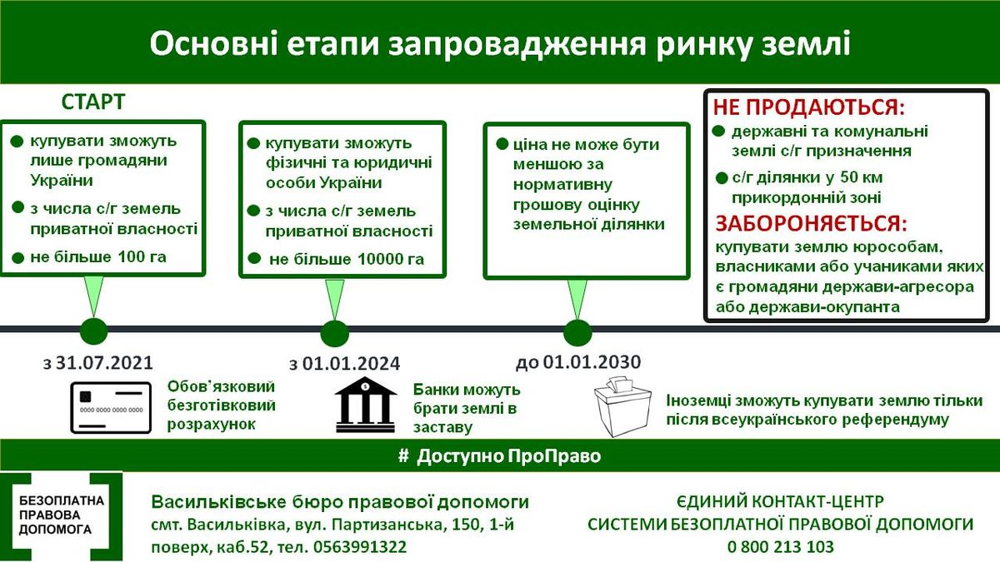 Основні етапи запровадження ринку землі
СТАРТ
купувати зможуть
лише громадяни
України
з числа с/г земель
приватної власності
не більше 100 га
купувати зможуть
фізичні та юридичні
особи України
з числа с/г земель
приватної власності
не більше 10000 га
ціна не може бути
меншою за
нормативну
грошову оцінку
земельної ділянки
НЕ ПРОДАЮТЬСЯ:
державні та комунальні
землі с/г призначення
с/г ділянки у 50 км
прикордонній зоні
ЗАБОРОНЯЄТЬСЯ:
купувати землю юрособам,
власниками або учаниками яких
є громадяни держави-агресора
або держави-окупанта
з 31.07.2021
з 01.01.2024
до 01.01.2030
0000 0000 0000 0000
Обов’язковий
безготівковий
розрахунок
$
Банки можуть
брати землі в
заставу
Іноземці зможуть купувати землю тільки
після всеукраїнського референдуму
# Доступно ПроПраво
БЕЗОПЛАТНА
ПРАВОВА
ДОПОМОГА
Васильківське бюро правової допомоги
смт. Васильківка, вул. Партизанська, 150, 1-й
поверх, каб.52, тел. 0563991322
ЄДИНИЙ КОНТАКТ-ЦЕНТР
СИСТЕМИ БЕЗОПЛАТНОЇ ПРАВОВОЇ ДОПОМОГИ
0 800 213 103